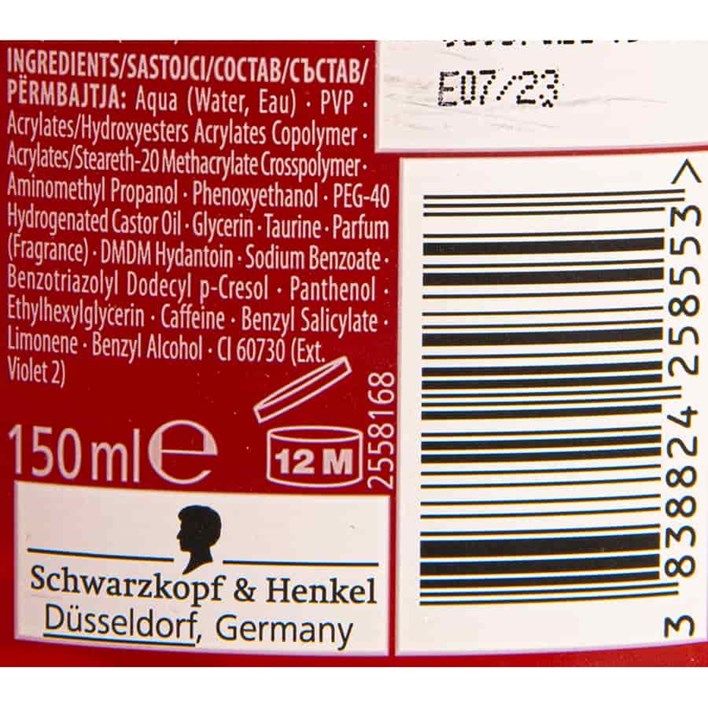 INGREDIENTS/SASTOJCI/СОСТАВ/СЪСТАВ/
PËRMBAJTJA: Aqua (Water, Eau) · PVP ·
Acrylates/Hydroxyesters Acrylates Copolymer ·
Acrylates/Steareth-20 Methacrylate Crosspolymer ·
Aminomethyl Propanol · Phenoxyethanol · PEG-40
Hydrogenated Castor Oil · Glycerin · Taurine · Parfum
(Fragrance) · DMDM Hydantoin · Sodium Benzoate ·
Benzotriazolyl Dodecyl p-Cresol · Panthenol ·
Ethylhexylglycerin · Caffeine · Benzyl Salicylate ·
Limonene · Benzyl Alcohol · CI 60730 (Ext.
Violet 2)
150 ml e
12 M
2558168
Schwarzkopf & Henkel
Düsseldorf, Germany
E07/23
3 838824 258553 >